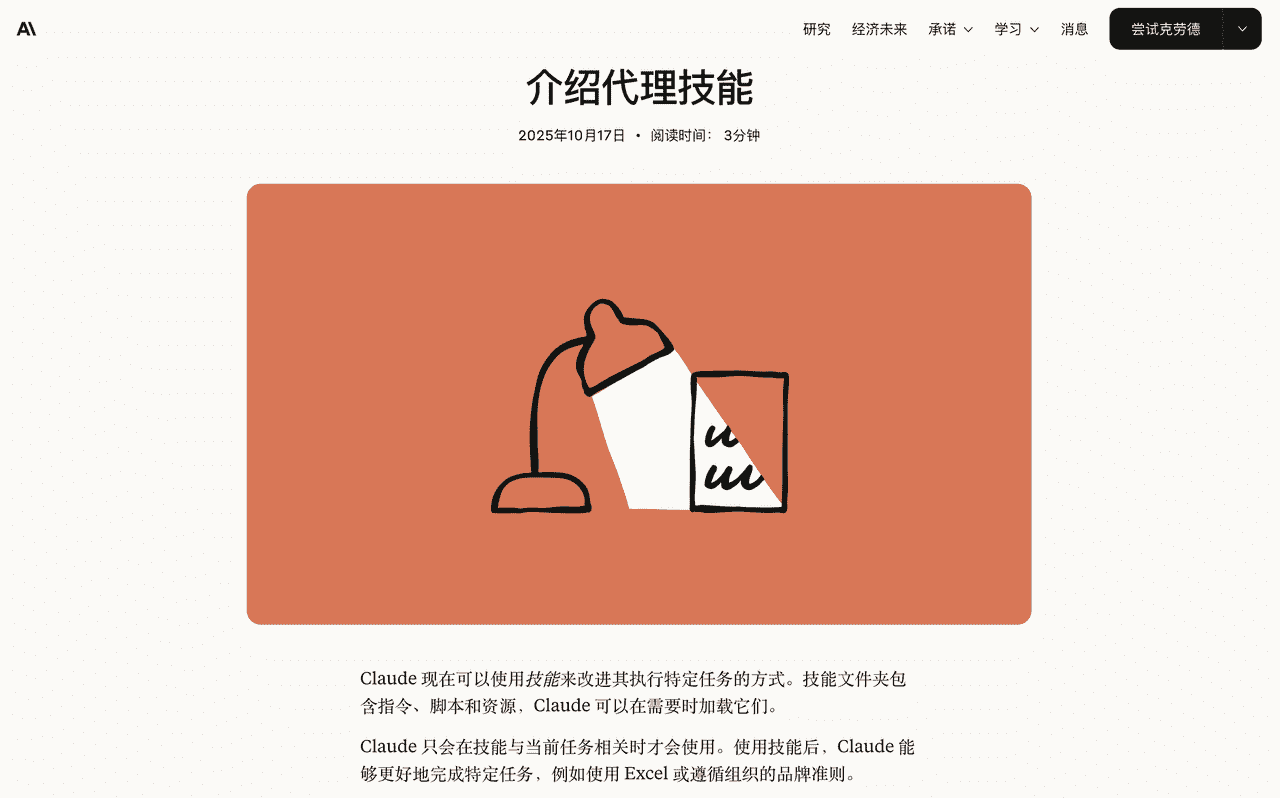 A\
研究 经济未来 承诺 学习 消息 尝试克劳德
介绍代理技能
2025年10月17日 • 阅读时间： 3分钟
Claude 现在可以使用技能来改进其执行特定任务的方式。技能文件夹包
含指令、脚本和资源，Claude 可以在需要时加载它们。
Claude 只会在技能与当前任务相关时才会使用。使用技能后，Claude 能
够更好地完成特定任务，例如使用 Excel 或遵循组织的品牌准则。